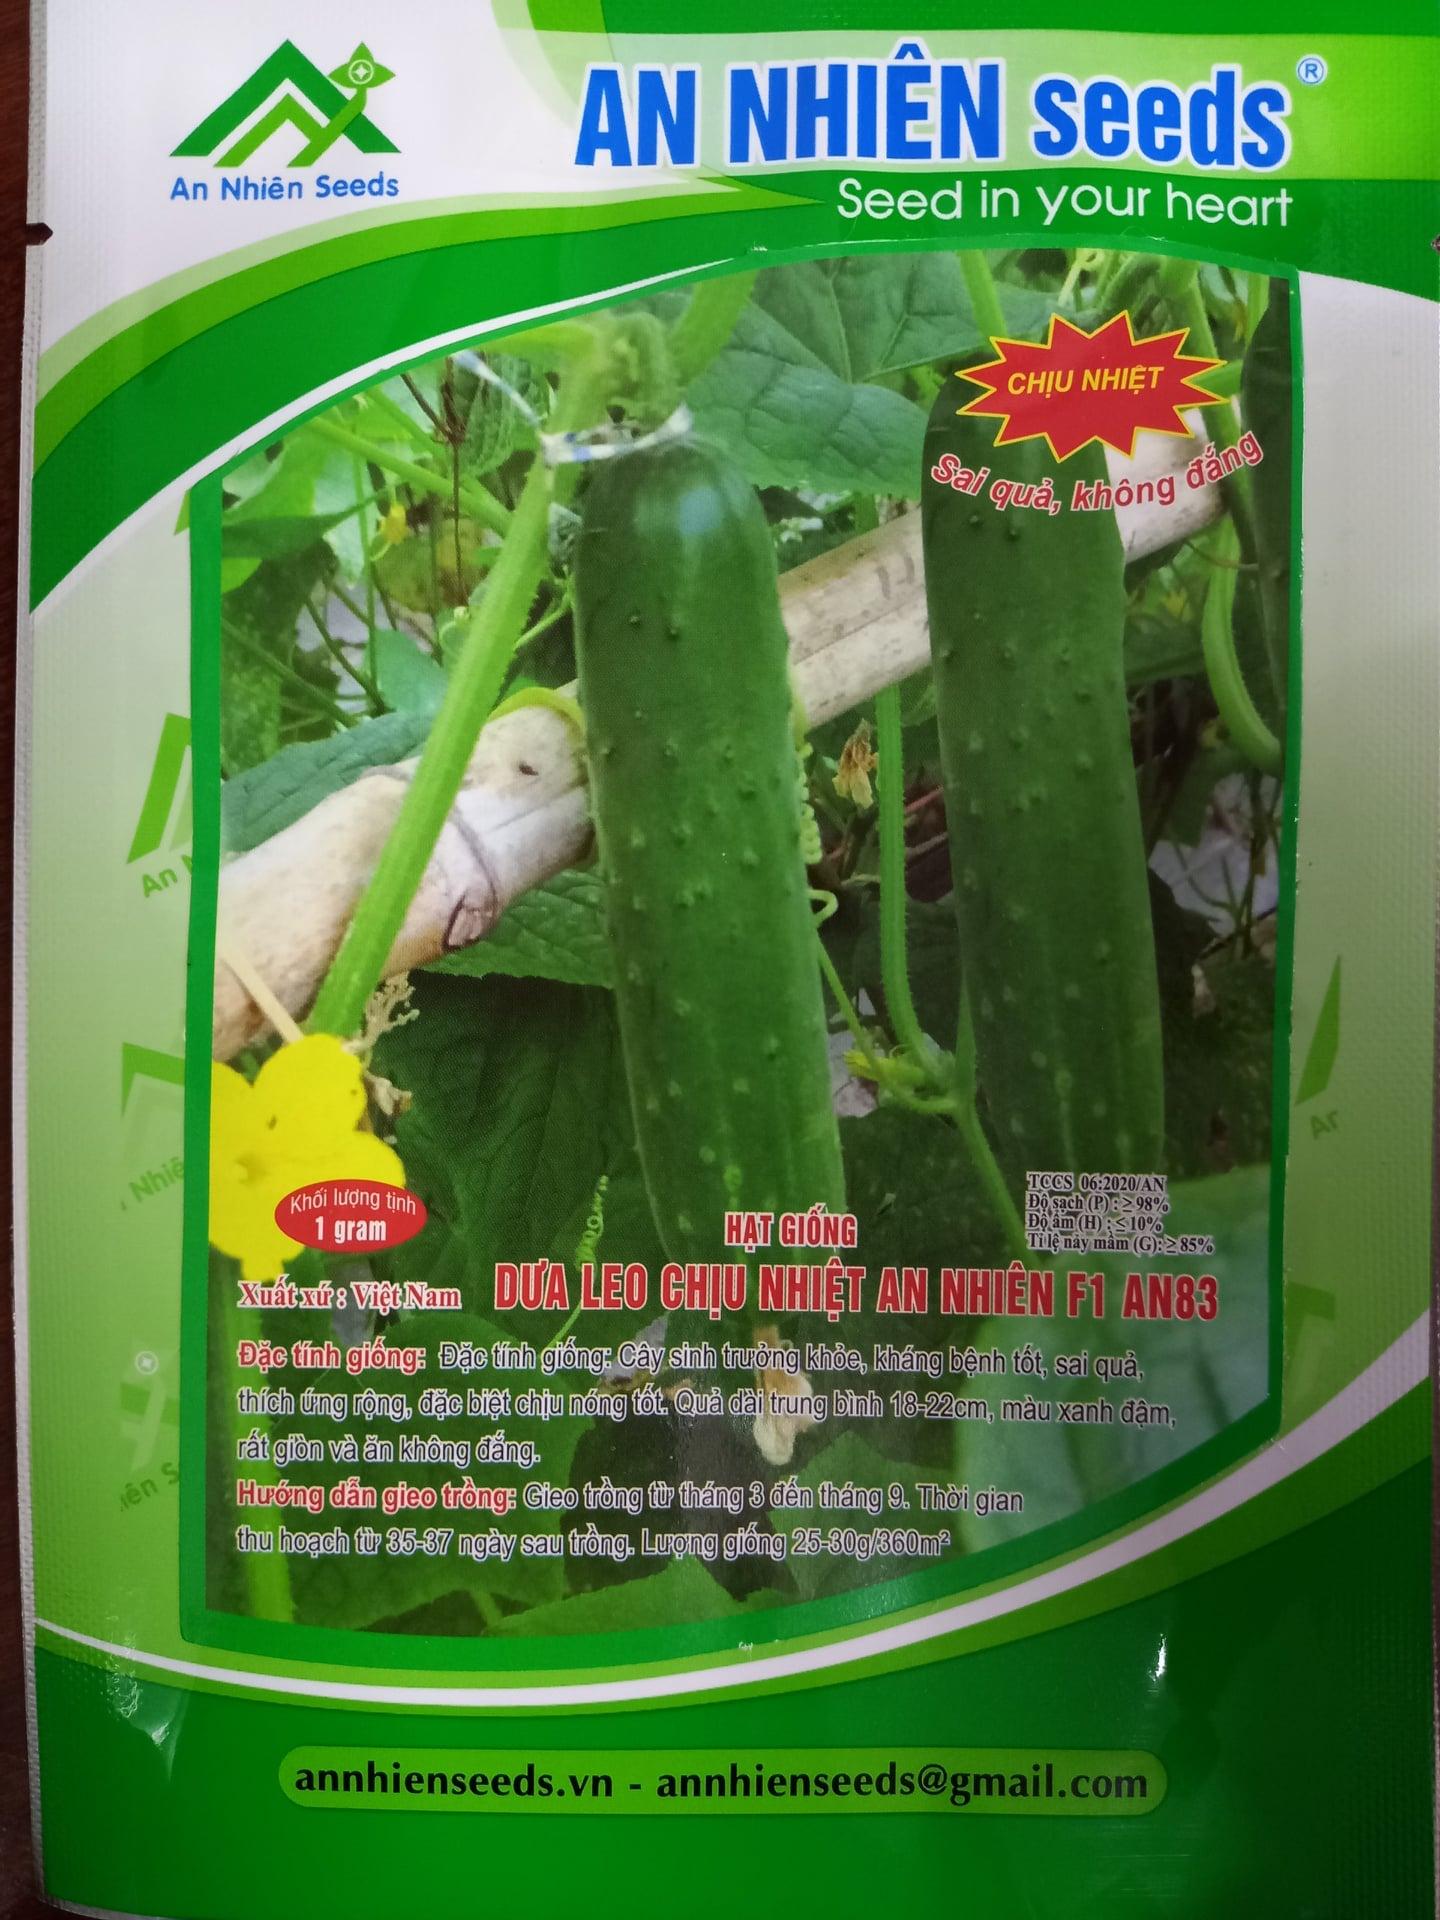 An Nhiên Seeds
AN NHIÊN seeds®
Seed in your heart
CHỊU NHIỆT
Sai quả, không đắng
An N
Nhiê
iên S
An
Khối lượng tịnh
1 gram
TCCS 06:2020/AN
Độ sạch (P) : ≥ 98%
Độ ẩm (H) : ≤ 10%
Tỉ lệ nảy mầm (G): ≥ 85%
HẠT GIỐNG
Xuất xứ : Việt Nam
DƯA LEO CHỊU NHIỆT AN NHIÊN F1 AN83
Đặc tính giống: Đặc tính giống: Cây sinh trưởng khỏe, kháng bệnh tốt, sai quả,
thích ứng rộng, đặc biệt chịu nóng tốt. Quả dài trung bình 18-22cm, màu xanh đậm,
rất giòn và ăn không đắng.
Hướng dẫn gieo trồng: Gieo trồng từ tháng 3 đến tháng 9. Thời gian
thu hoạch từ 35-37 ngày sau trồng. Lượng giống 25-30g/360m²
annhienseeds.vn - annhienseeds@gmail.com